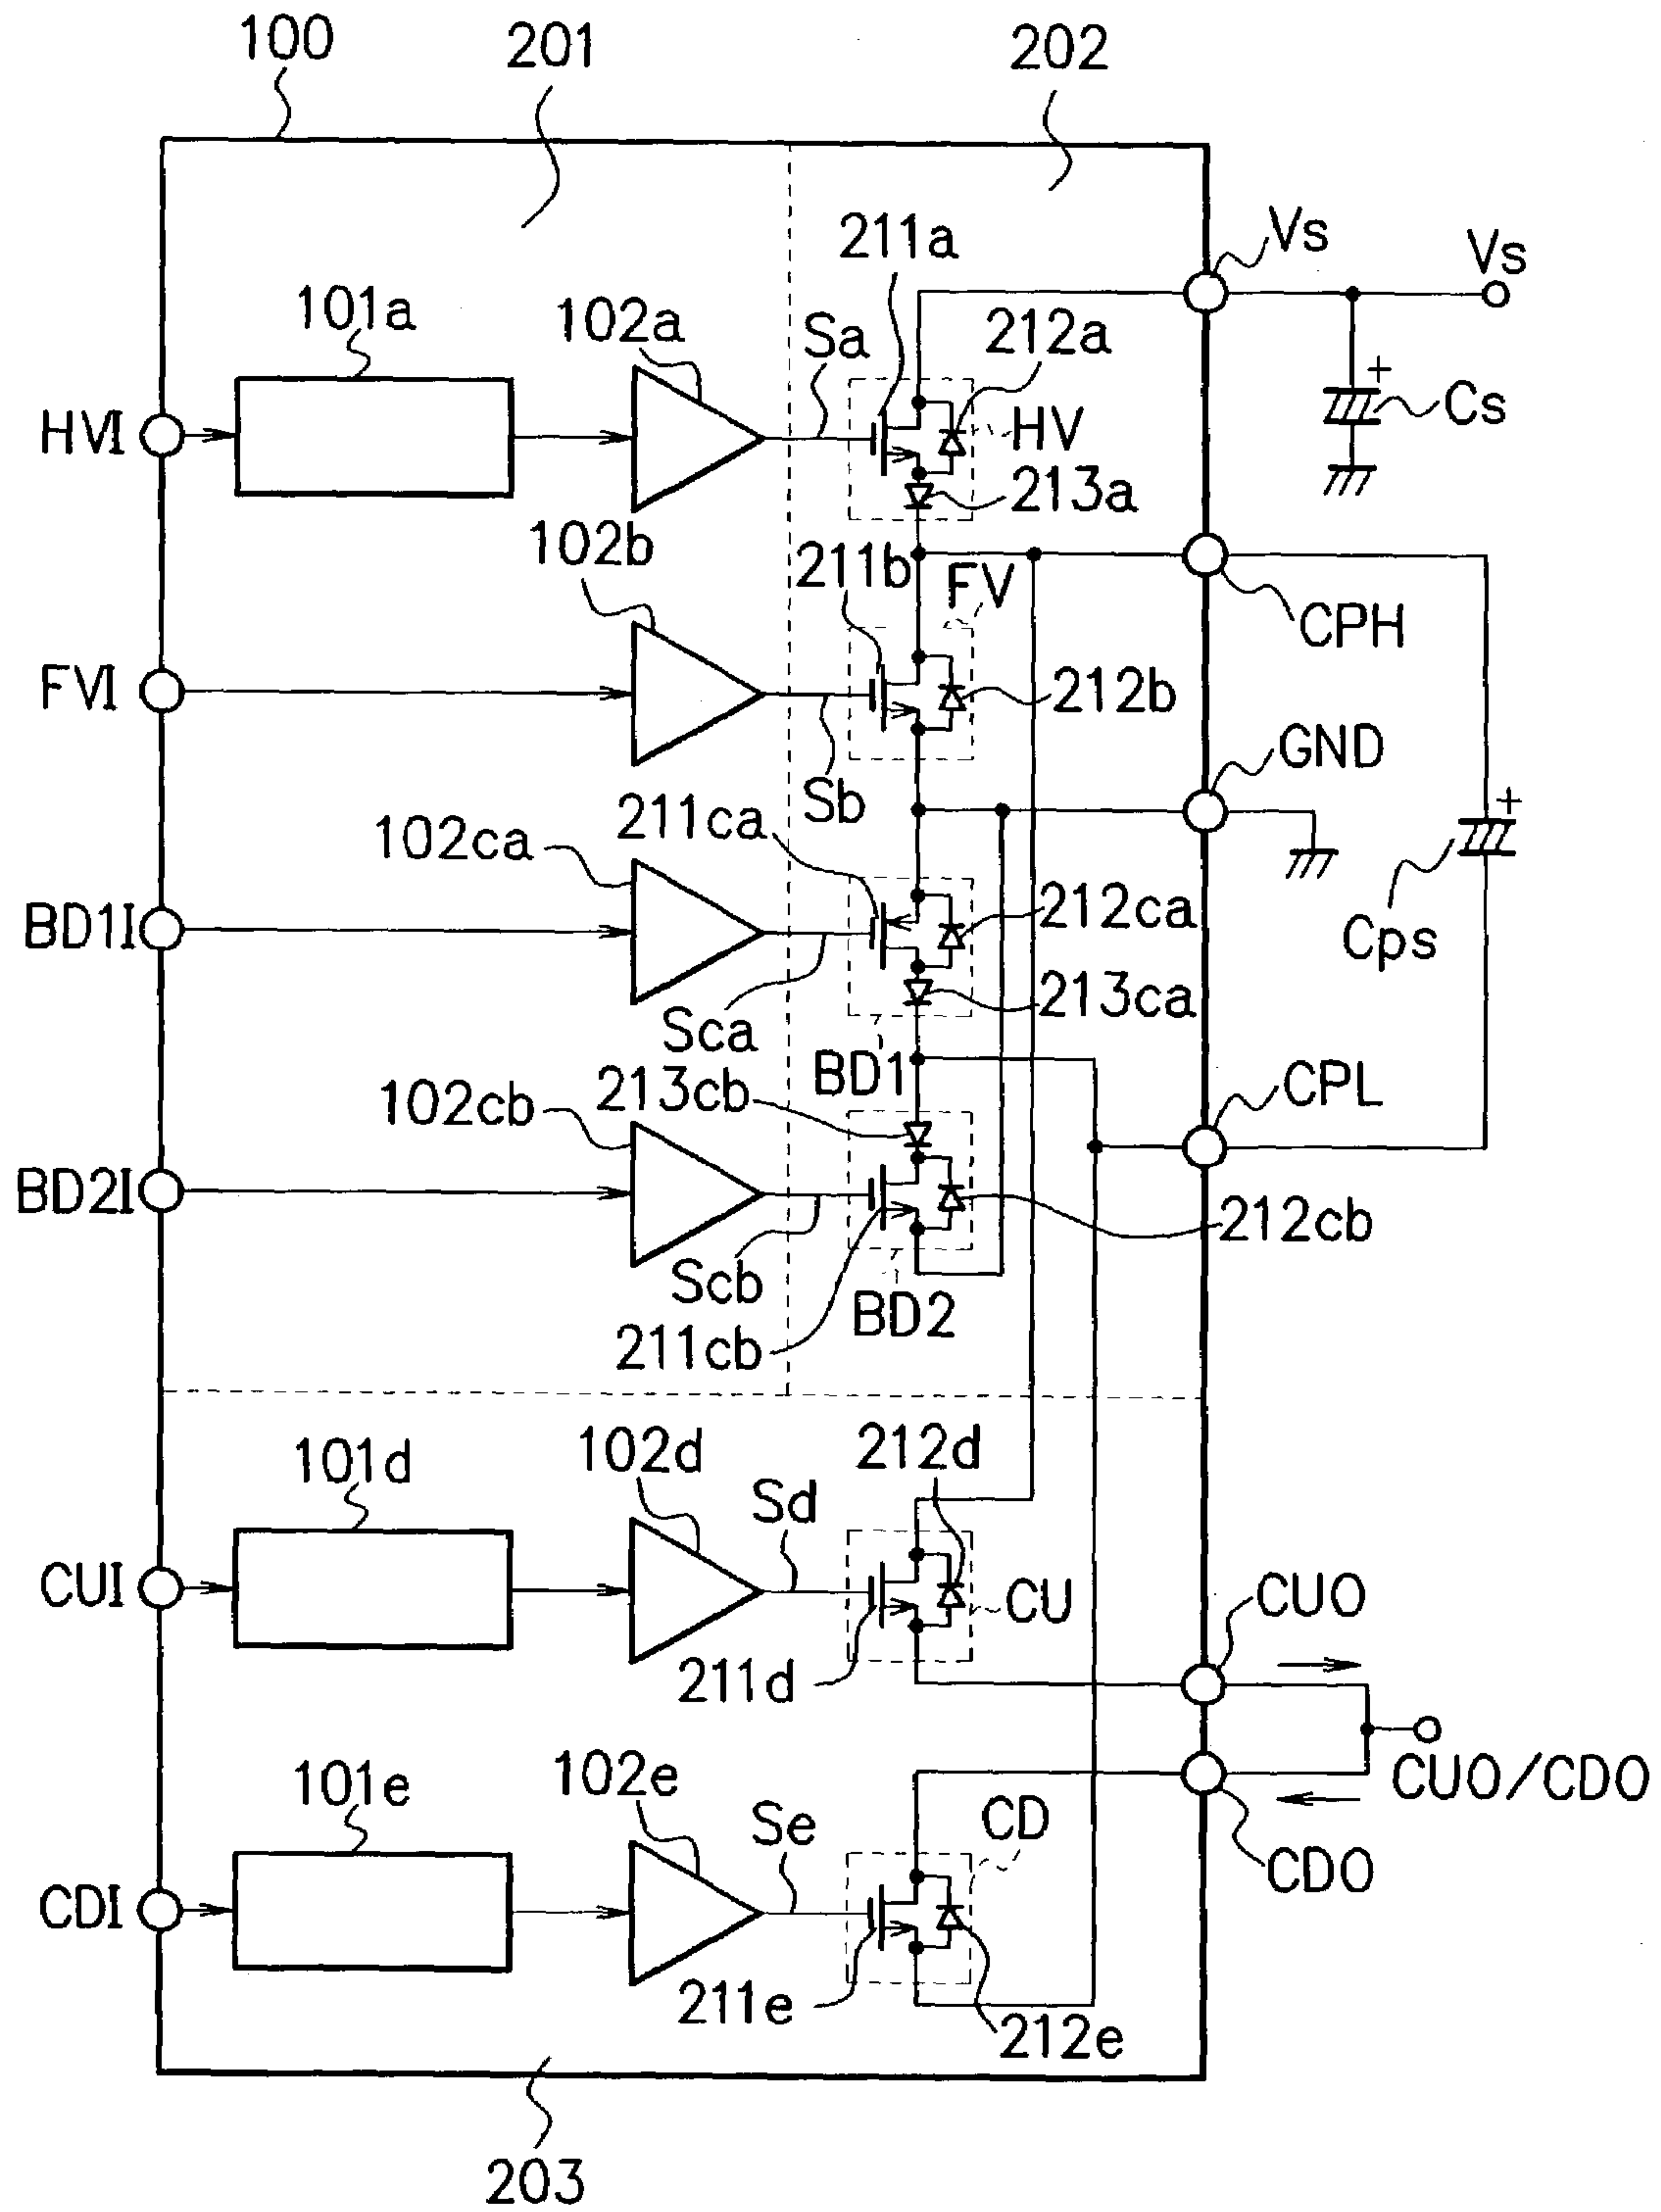 100
201
202
Vs
Vs
211a
101a
102a
Sa
212a
Cs
HVI
HV
213a
102b
211b
FV
CPH
FVI
212b
GND
Sb
211ca
102ca
+
+
212ca
Cps
BD1I
213ca
Sca
BD1
CPL
213cb
102cb
BD2I
212cb
Scb
BD2
211cb
212d
102d
101d
Sd
CUI
CU
CUO
211d
102e
101e
CUO/CDO
Se
CD
CDO
CDI
211e
212e
203